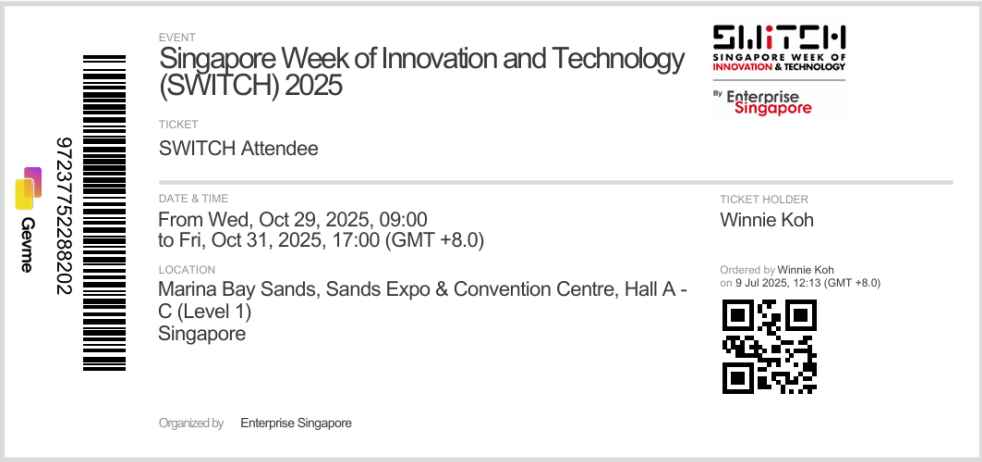 EVENT
Singapore Week of Innovation and Technology
(SWITCH) 2025
SWITCH
SINGAPORE WEEK OF
INNOVATION & TECHNOLOGY
By Enterprise
Singapore
TICKET
SWITCH Attendee
9723775228202
Gevme
DATE & TIME
From Wed, Oct 29, 2025, 09:00
to Fri, Oct 31, 2025, 17:00 (GMT +8.0)
TICKET HOLDER
Winnie Koh
LOCATION
Marina Bay Sands, Sands Expo & Convention Centre, Hall A -
C (Level 1)
Singapore
Ordered by Winnie Koh
on 9 Jul 2025, 12:13 (GMT +8.0)
Organized by Enterprise Singapore